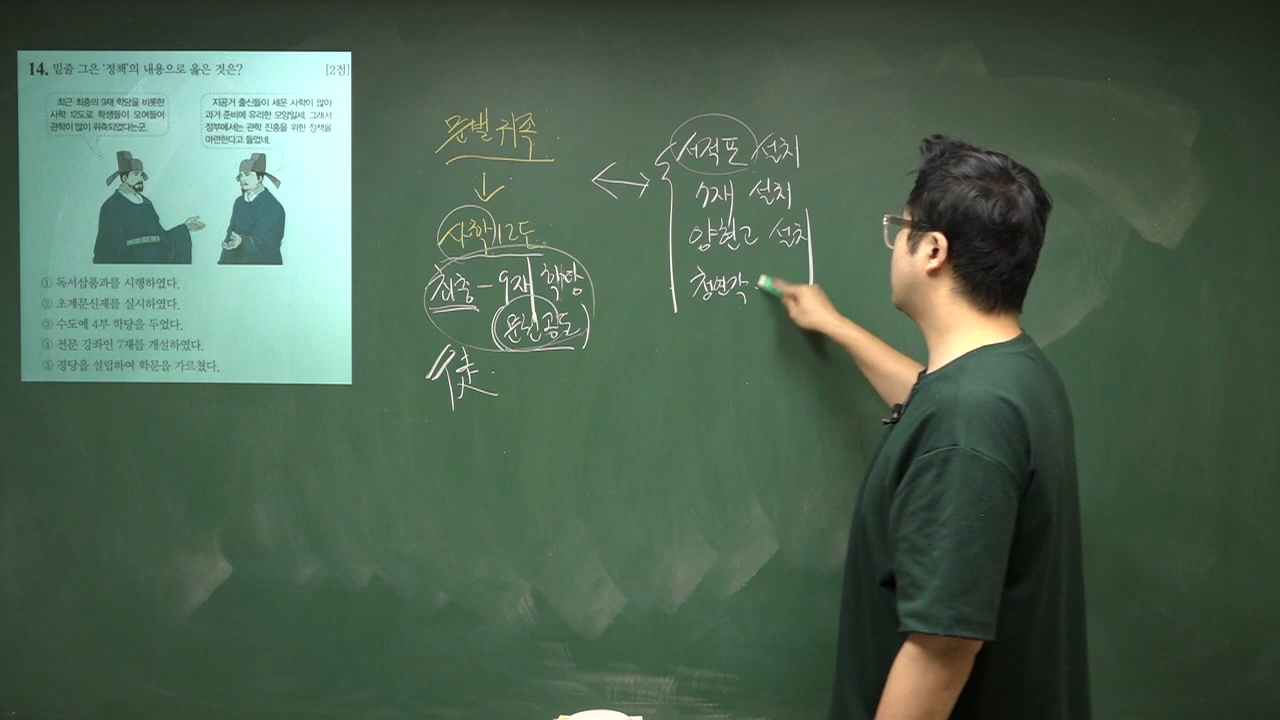 14. 밑줄 그은 '정책'의 내용으로 옳은 것은? [2점]
최근 최충의 9재 학당을 비롯한
사학 12도로 학생들이 모여들어
관학이 많이 위축되었다는군.
지공거 출신들이 세운 사학이 많아
과거 준비에 유리한 모양일세. 그래서
정부에서는 관학 진흥을 위한 정책을
마련한다고 들었네.
① 독서삼품과를 시행하였다.
② 초계문신제를 실시하였다.
③ 수도에 4부 학당을 두었다.
④ 전문 강좌인 7재를 개설하였다.
⑤ 경당을 설립하여 학문을 가르쳤다.
문벌 귀족
사학 12도
최충 - 9재 학당
(문헌공도)
서적포 설치
7재 설치
양현고 설치
청연각